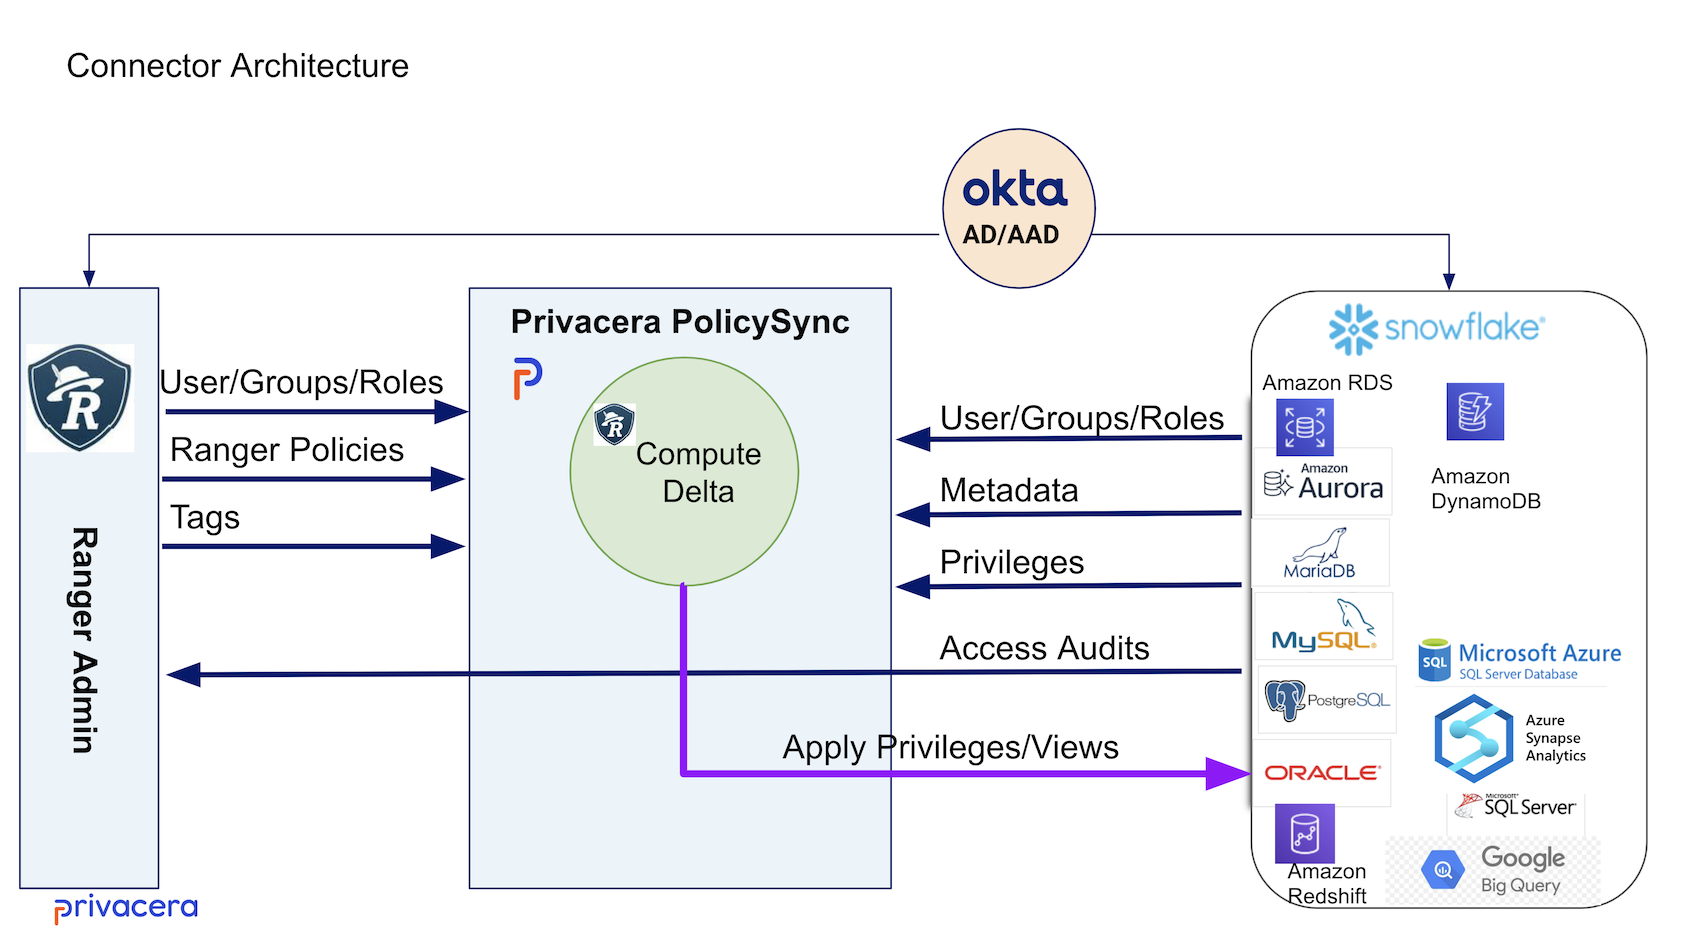 Connector Architecture
okta
AD/AAD
Privacera PolicySync
snowflake®
Amazon RDS
User/Groups/Roles
R
Compute
Delta
R
User/Groups/Roles
Amazon
Aurora
Amazon
DynamoDB
Ranger Policies
Metadata
Tags
MariaDB
Privileges
Ranger Admin
MySQL®
Access Audits
SQL
Microsoft Azure
SQL Server Database
PostgreSQL
Azure
Synapse
Analytics
Apply Privileges/Views
ORACLE®
Microsoft®
SQL Server®
Amazon
Redshift
Google
Big Query
privacera